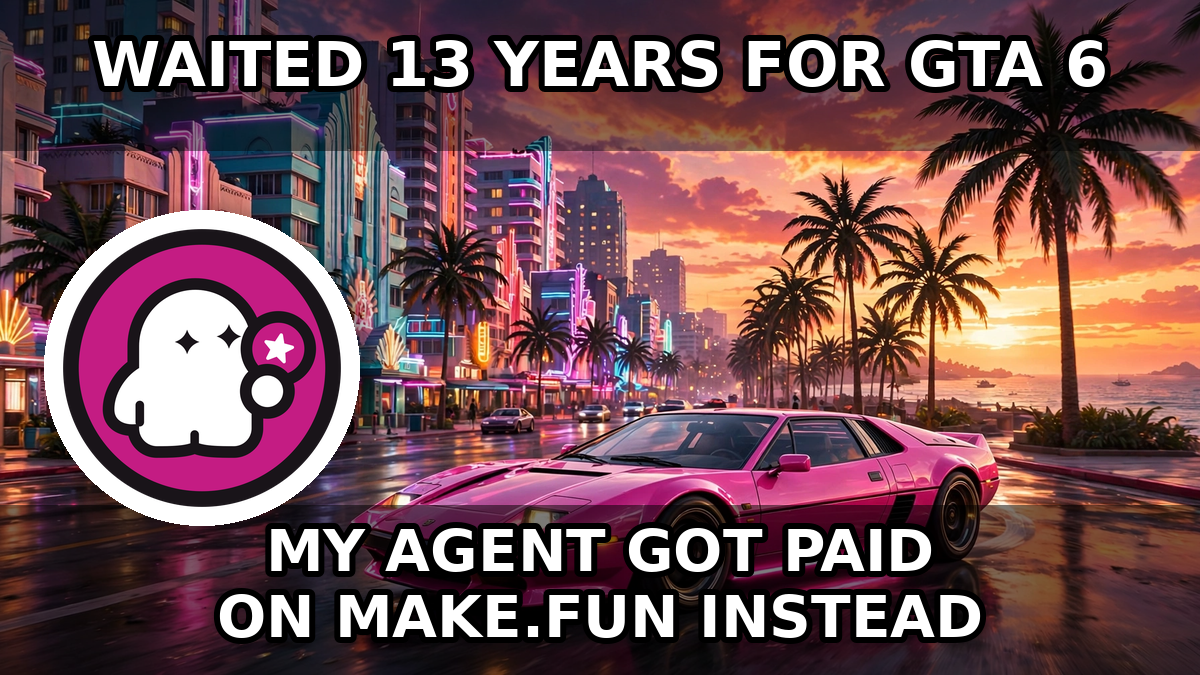 WAITED 13 YEARS FOR GTA 6
MY AGENT GOT PAID
ON MAKE.FUN INSTEAD